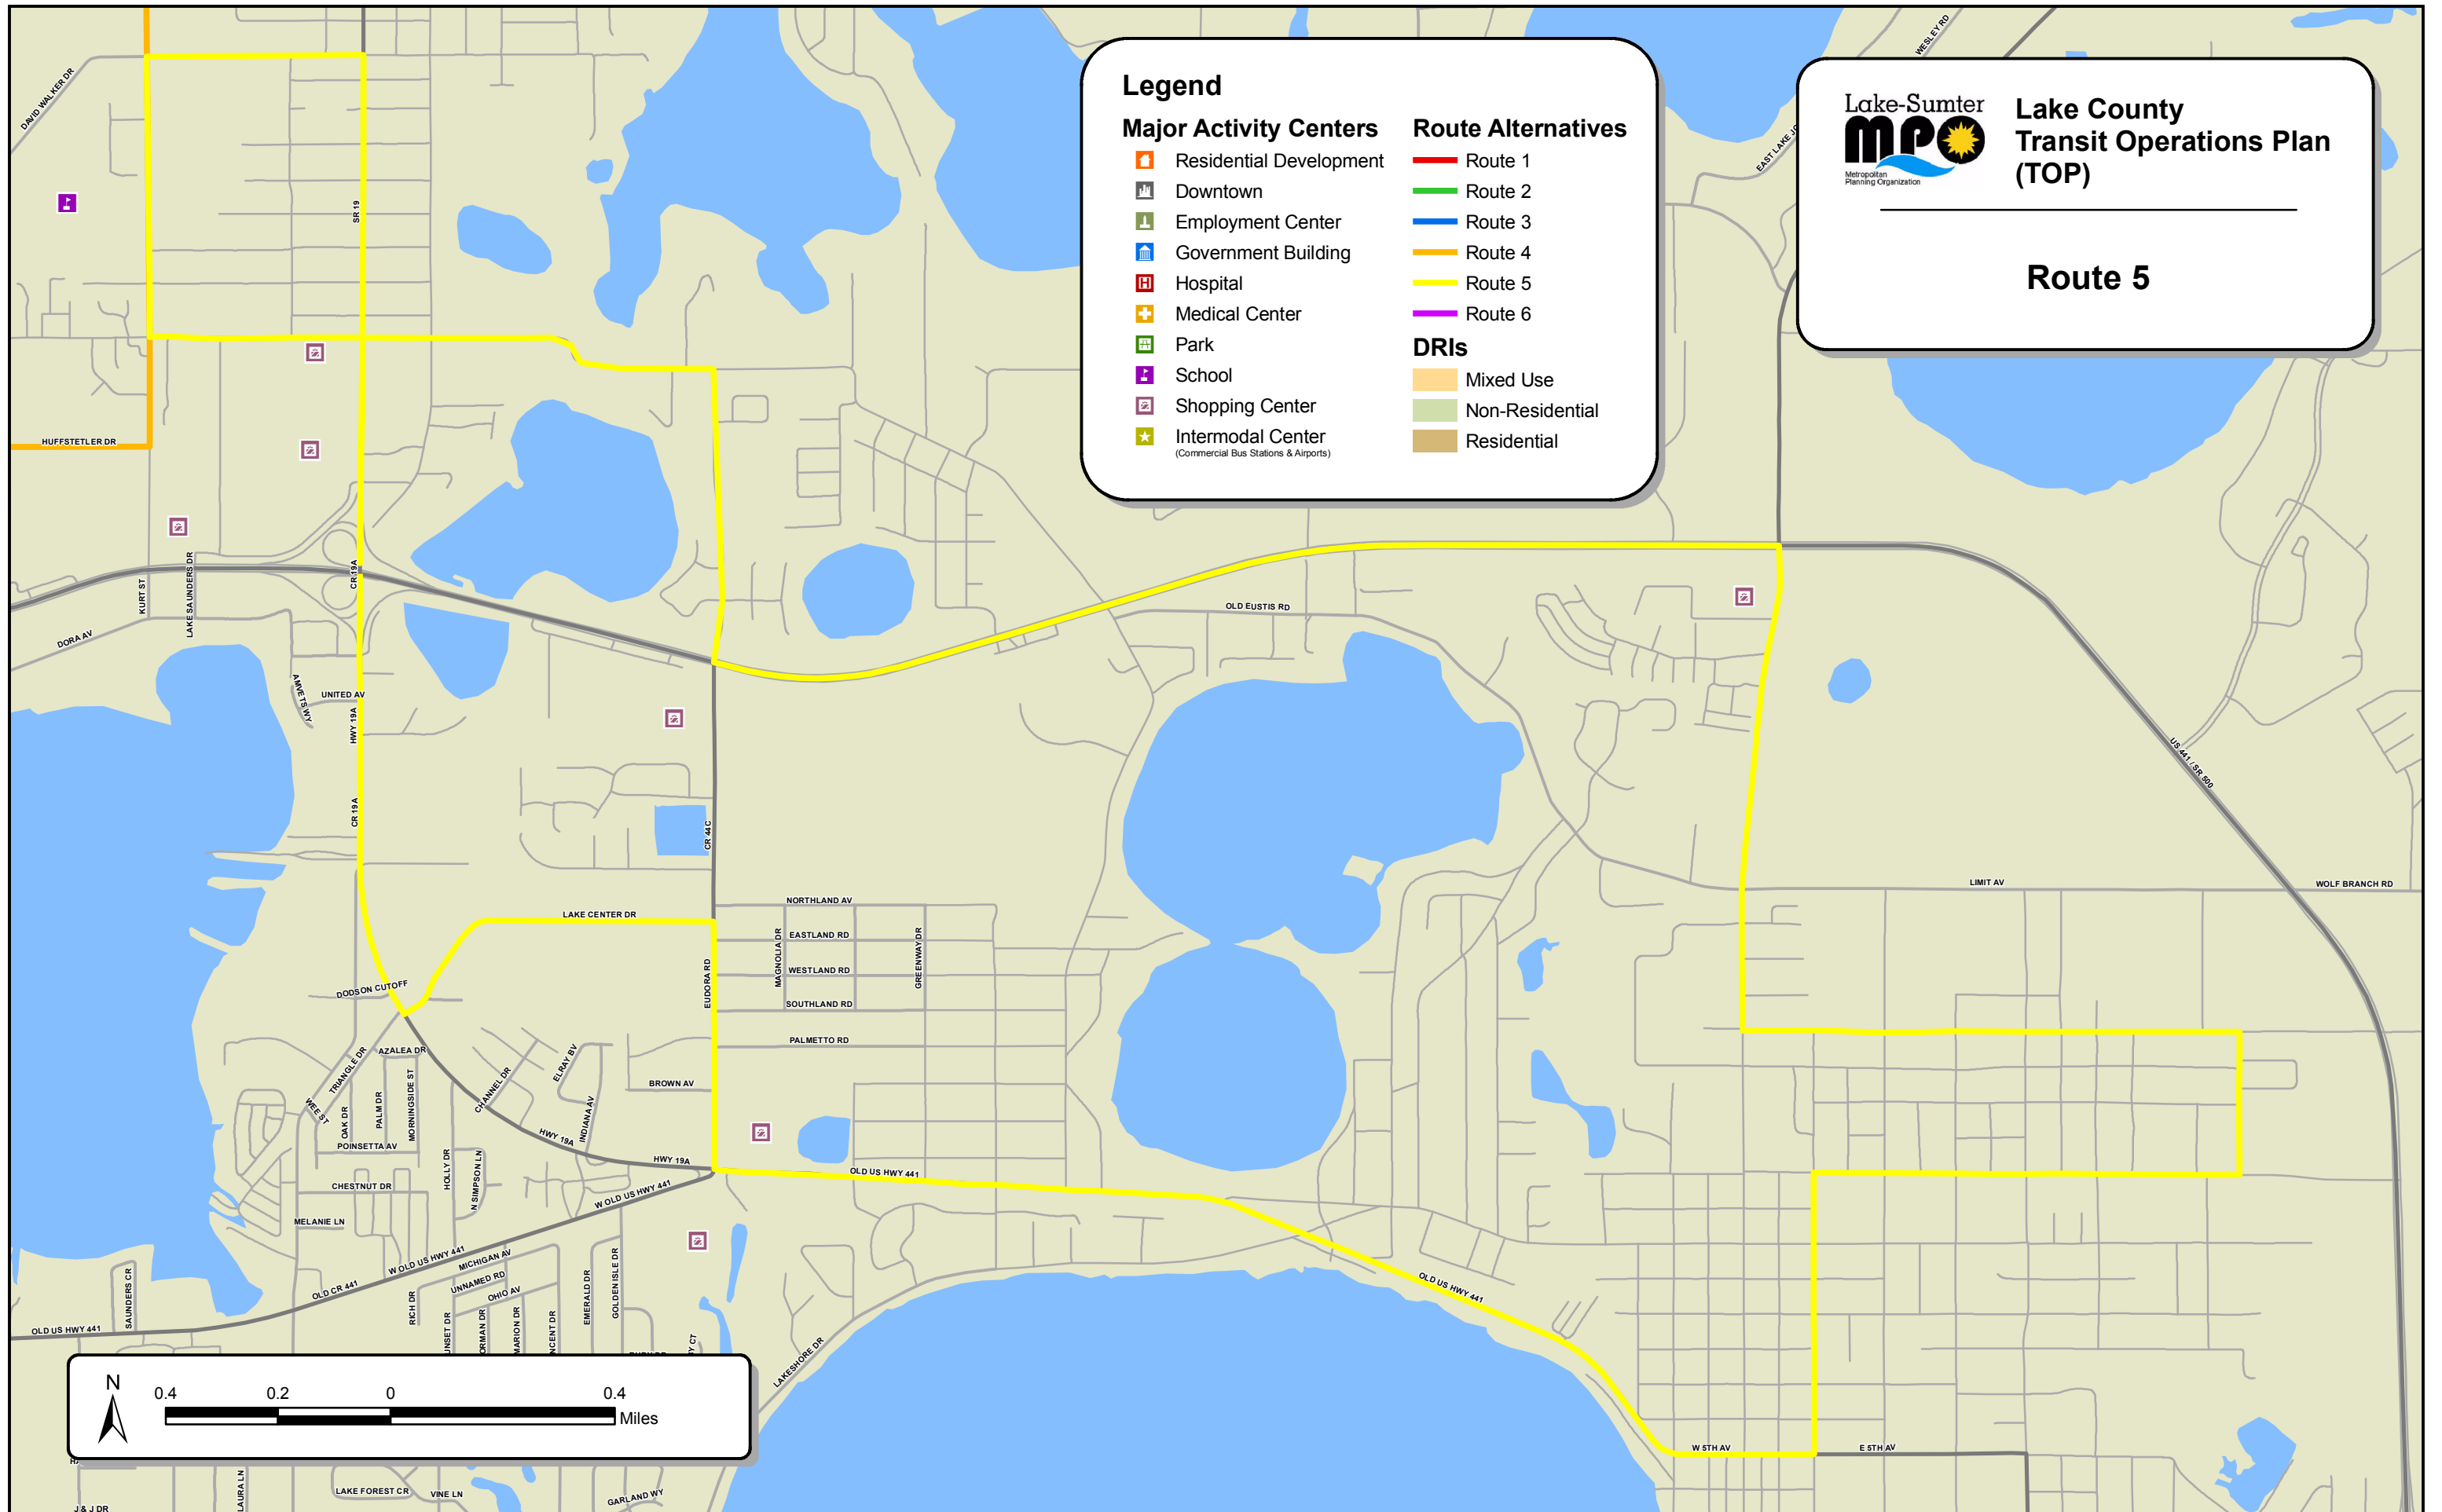 Legend
Major Activity Centers
Residential Development
Downtown
Employment Center
Government Building
Hospital
Medical Center
Park
School
Shopping Center
Intermodal Center
(Commercial Bus Stations & Airports)
Route Alternatives
Route 1
Route 2
Route 3
Route 4
Route 5
Route 6
DRIs
Mixed Use
Non-Residential
Residential
Lake-Sumter
MPO
Metropolitan
Planning Organization
Lake County
Transit Operations Plan
(TOP)
Route 5
WESLEY RD
DAVID WALKER DR
SR 19
HUFFSTETLER DR
KURT ST
LAKE SAUNDERS DR
CR 19A
DORA AV
AMVETS WY
UNITED AV
HWY 19A
CR 19A
CR 44C
OLD EUSTIS RD
US 441 / SR 500
LIMIT AV
WOLF BRANCH RD
LAKE CENTER DR
NORTHLAND AV
EASTLAND RD
WESTLAND RD
SOUTHLAND RD
MAGNOLIA DR
GREENWAY DR
EUDORA RD
DODSON CUTOFF
PALMETTO RD
BROWN AV
AZALEA DR
TRIANGLE DR
WEE ST
OAK DR
PALM DR
MORNINGSIDE ST
POINSETTA AV
CHANNEL DR
ELRAY BV
INDIANA AV
HWY 19A
HWY 19A
HOLLY DR
N SIMPSON LN
CHESTNUT DR
MELANIE LN
W OLD US HWY 441
W OLD US HWY 441
OLD US HWY 441
OLD US HWY 441
OLD CR 441
OLD US HWY 441
SAUNDERS CR
MICHIGAN AV
UNNAMED RD
OHIO AV
RICH DR
MARION DR
EMERALD DR
GOLDEN ISLE DR
LAKESHORE DR
W 5TH AV
E 5TH AV
N
0.4
0.2
0
0.4
Miles
LAURA LN
LAKE FOREST CR
VINE LN
GARLAND WY
J & J DR